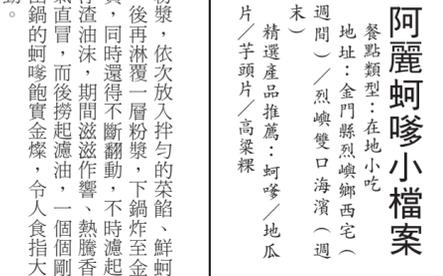 阿麗蚵嗲小檔案
餐點類型：在地小吃
地址：金門縣烈嶼鄉西宅（
週間）／烈嶼雙口海濱（週
末）
精選產品推薦：蚵嗲／地瓜
片／芋頭片／高粱粿
粉漿，依次放入拌勻的菜餡、鮮蚵
後再淋覆一層粉漿，下鍋炸至金
，同時還得不斷翻動，不時濾起
渣油沫，期間滋滋作響、熱騰香
氣直冒，而後撈起濾油，一個個剛
出鍋的蚵嗲飽實金燦，令人食指大
動。